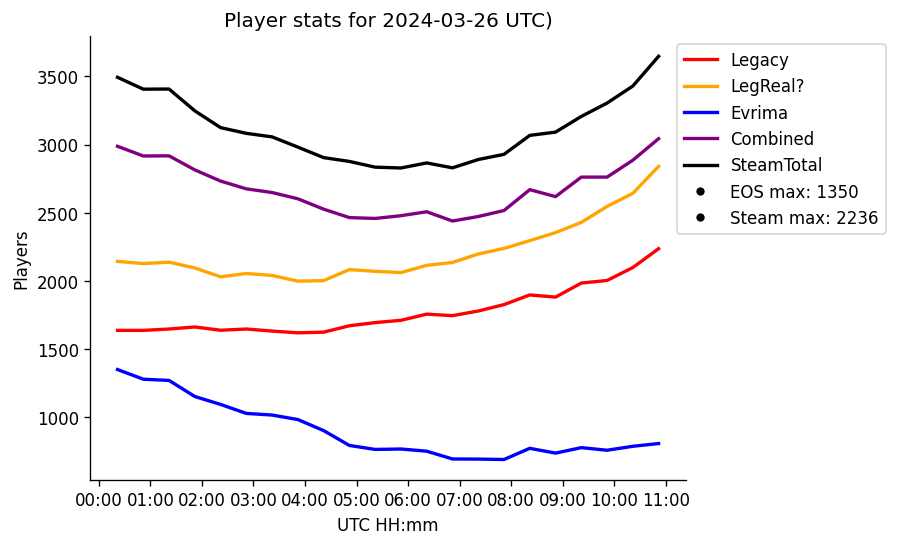 Player stats for 2024-03-26 UTC)
Legacy
LegReal?
Evrima
Combined
SteamTotal
EOS max: 1350
Steam max: 2236
Players
3500
3000
2500
2000
1500
1000
00:00 01:00 02:00 03:00 04:00 05:00 06:00 07:00 08:00 09:00 10:00 11:00
UTC HH:mm